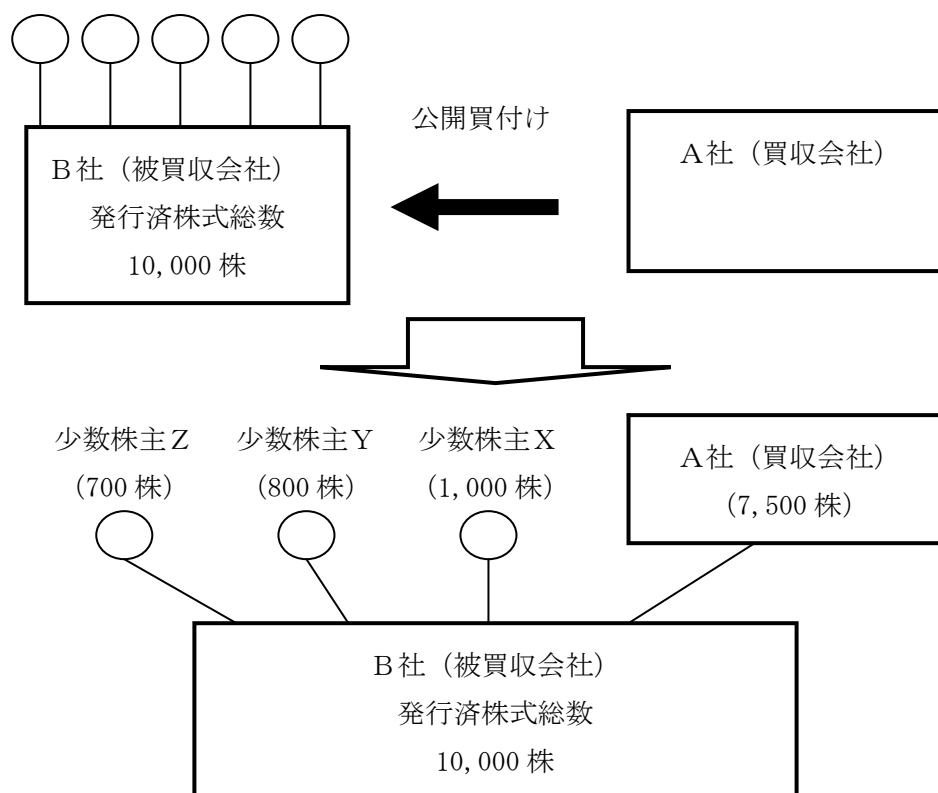 公開買付け
B社（被買収会社）
発行済株式総数
10,000 株
A社（買収会社）
少数株主Z
（700 株）
少数株主Y
（800 株）
少数株主X
（1,000 株）
A社（買収会社）
（7,500 株）
B社（被買収会社）
発行済株式総数
10,000 株